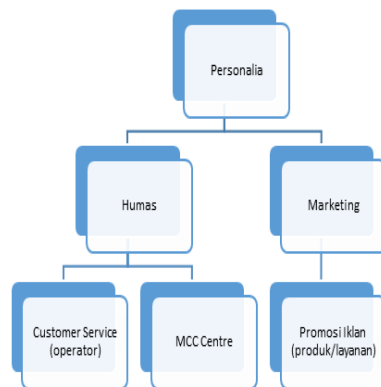 Personalia
Humas
Marketing
Customer Service
(operator)
MCC Centre
Promosi Iklan
(produk/layanan)